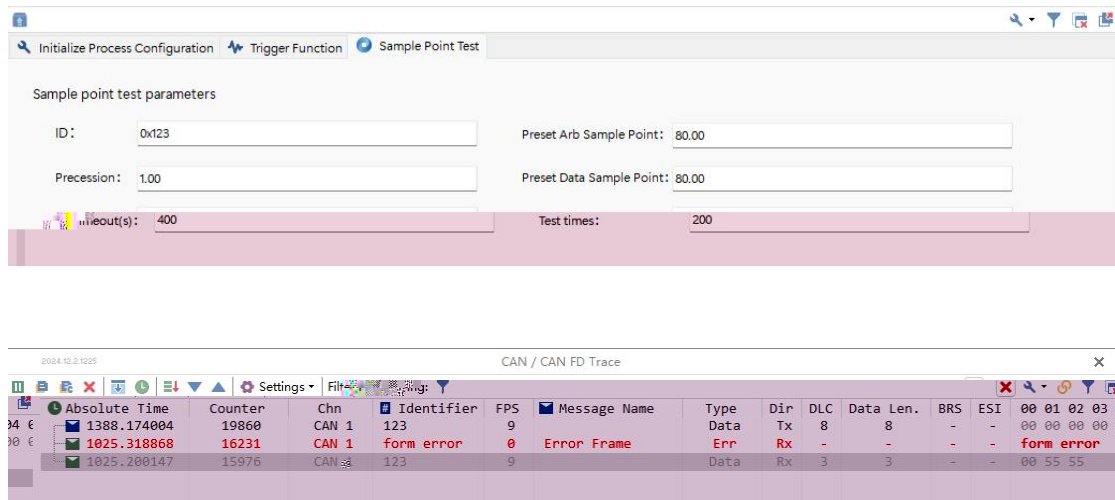 Initialize Process Configuration Trigger Function Sample Point Test
Sample point test parameters
ID: 0x123 Preset Arb Sample Point: 80.00
Precession: 1.00 Preset Data Sample Point: 80.00
400 Test times: 200
2024.12.2.1225 CAN / CAN FD Trace
Settings
Absolute Time Counter Chn Identifier FPS Message Name Type Dir DLC Data Len. BRS ESI 00 01 02 03
1388.174004 19860 CAN 1 123 9 Data Tx 8 8 - - 00 00 00 00
1025.318868 16231 CAN 1 form error 0 Error Frame Err Rx - - - - form error
1025.200147 15976 CAN 123 9 Data Rx 3 3 - - 00 55 55